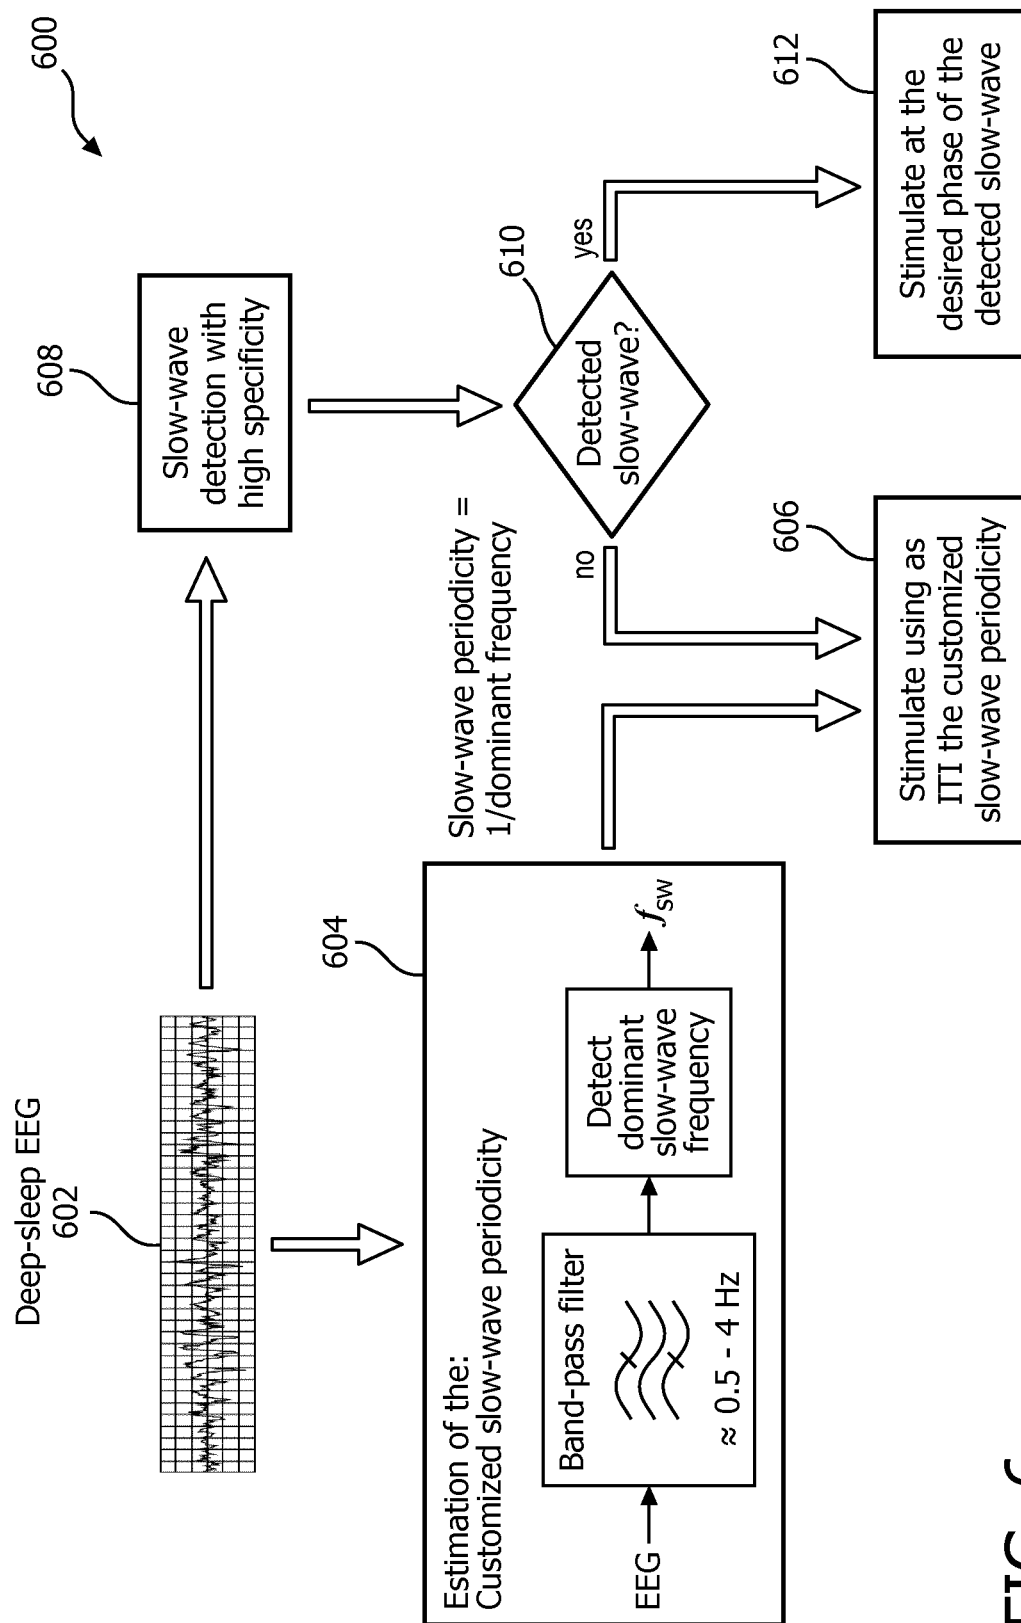 600
Deep-sleep EEG
602
608
Slow-wave
detection with
high specificity
604
Estimation of the:
Customized slow-wave periodicity
EEG
Band-pass filter
≈ 0.5 - 4 Hz
Detect
dominant
slow-wave
frequency
fSW
Slow-wave periodicity =
1/dominant frequency
610
Detected
slow-wave?
no
yes
606
Stimulate using as
ITI the customized
slow-wave periodicity
612
Stimulate at the
desired phase of the
detected slow-wave